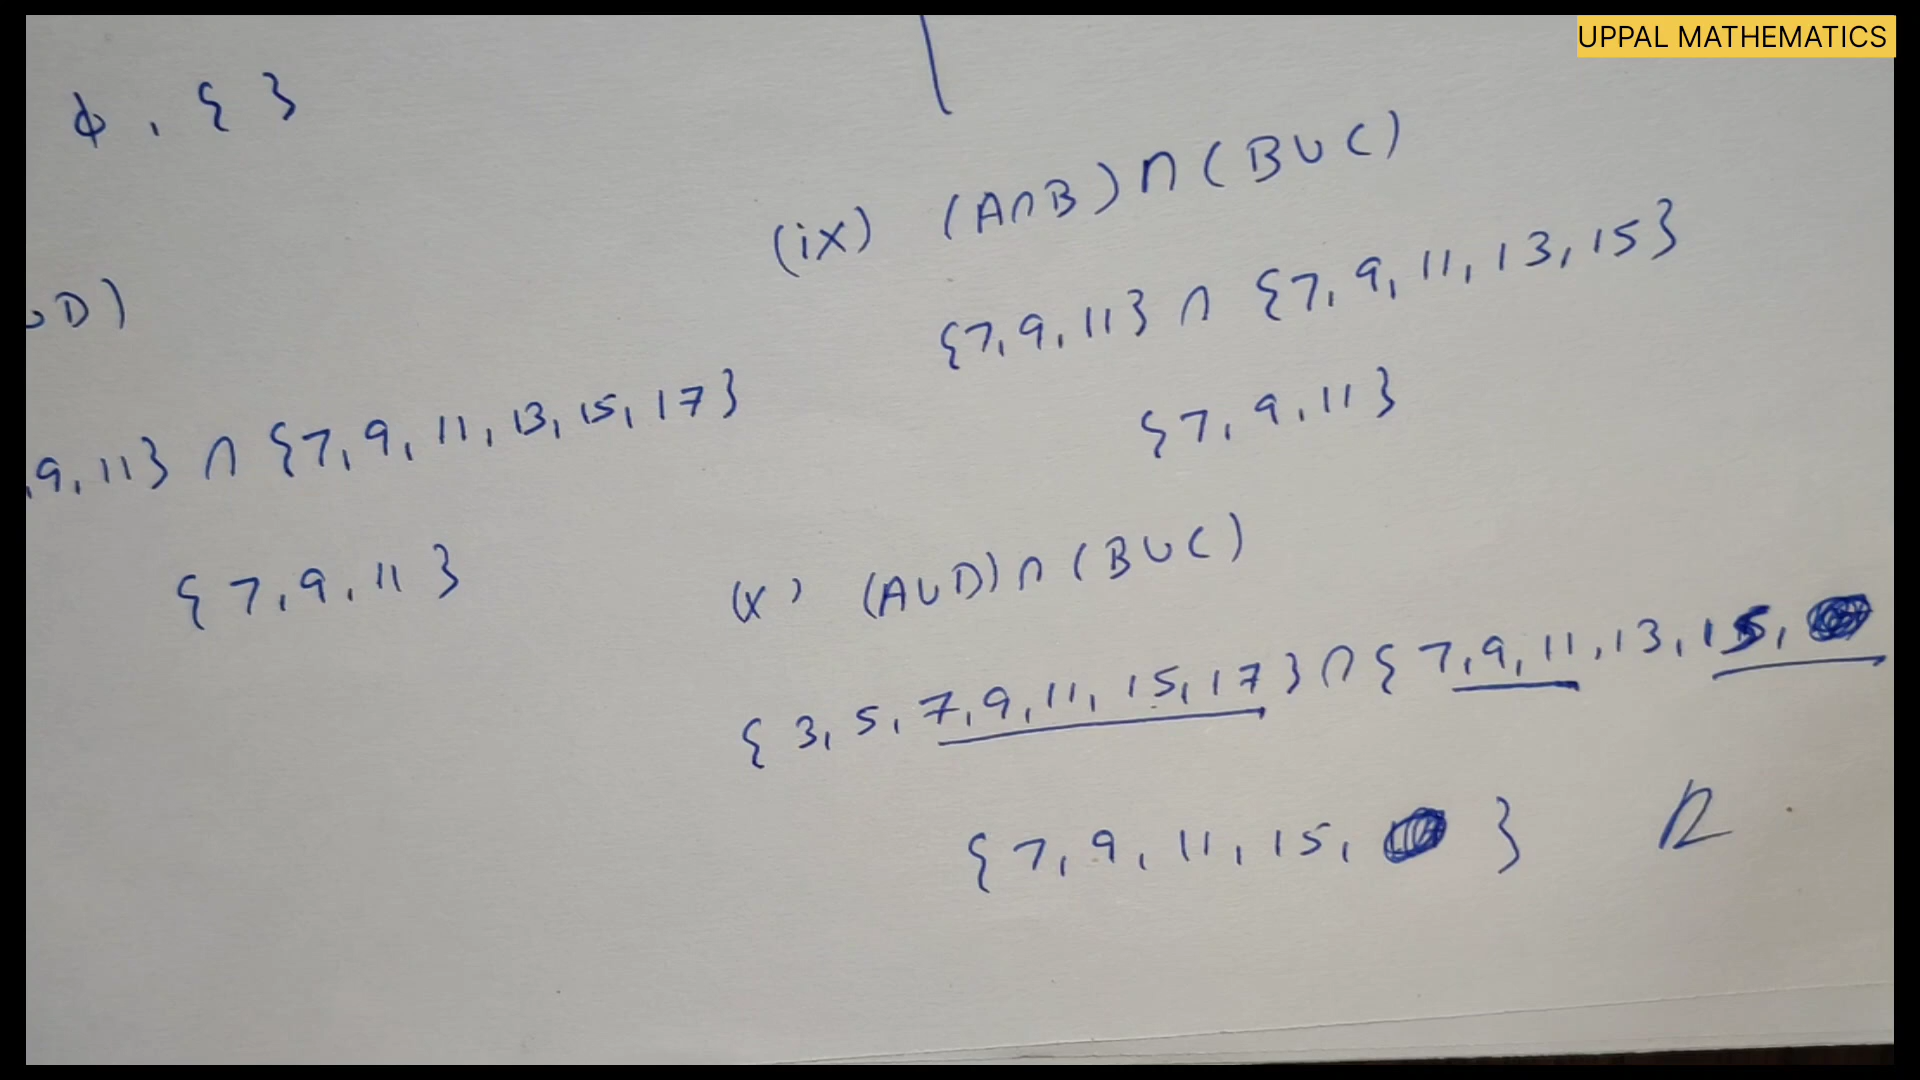 UPPAL MATHEMATICS
ϕ , { }
∪D)
,9,11} ∩ {7,9,11,13,15,17}
{7,9,11}
(ix) (A∩B)∩(B∪C)
{7,9,11} ∩ {7,9,11,13,15}
{7,9,11}
(x) (A∪D)∩(B∪C)
{3,5,7,9,11,15,17}∩{7,9,11,13,15,
{7,9,11,15, }